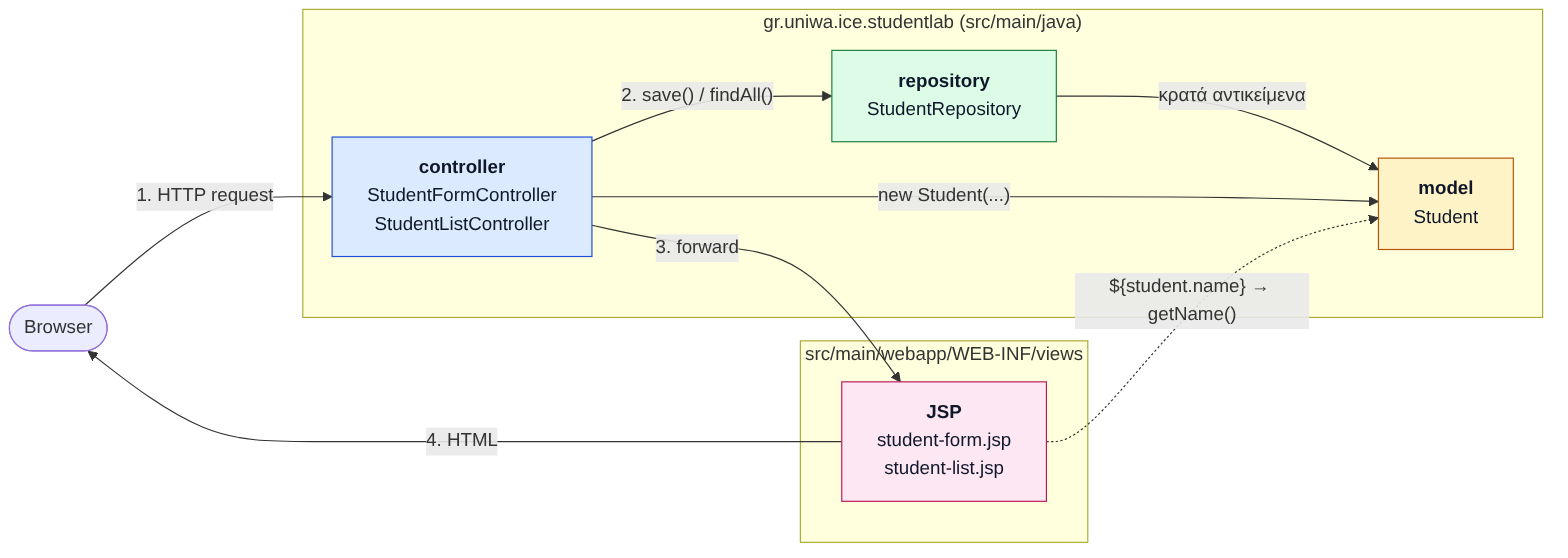 gr.uniwa.ice.studentlab (src/main/java)
repository
StudentRepository
2. save() / findAll()
κρατά αντικείμενα
controller
StudentFormController
StudentListController
1. HTTP request
new Student(...)
model
Student
3. forward
${student.name} →
getName()
Browser
src/main/webapp/WEB-INF/views
JSP
student-form.jsp
student-list.jsp
4. HTML